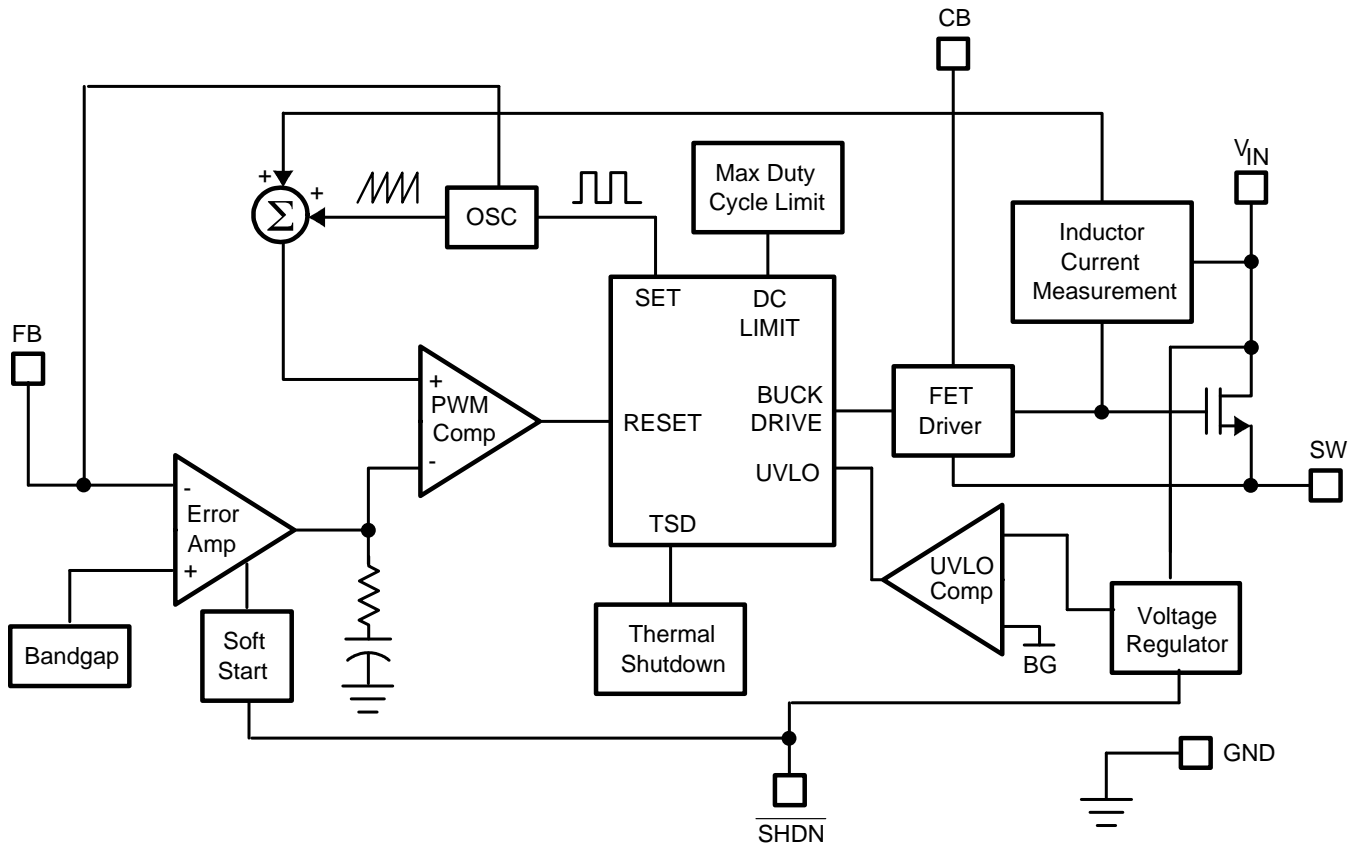 CB
V_IN
Max Duty
Cycle Limit
+
+
Σ
OSC
Inductor
Current
Measurement
SET
DC
LIMIT
FB
+
PWM
Comp
-
RESET
BUCK
DRIVE
FET
Driver
SW
UVLO
-
Error
Amp
+
TSD
UVLO
Comp
Bandgap
Soft
Start
Thermal
Shutdown
BG
Voltage
Regulator
GND
SHDN